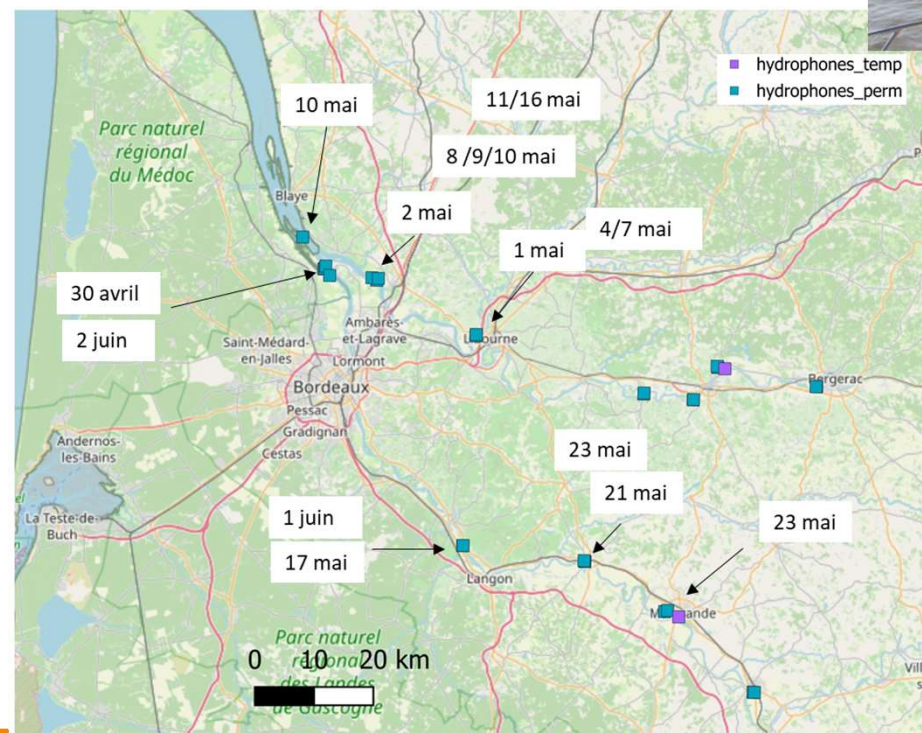 hydrophones_temp
hydrophones_perm
10 mai
11/16 mai
8 /9/10 mai
2 mai
4/7 mai
1 mai
30 avril
2 juin
Parc naturel
régional
du Médoc
Blaye
Ambarès-
et-Lagrave
Saint-Médard-
en-Jalles
Lormont
Bordeaux
Pessac
Gradignan
Cestas
Bergerac
Andernos-
les-Bains
La Teste-de-
Buch
23 mai
21 mai
23 mai
1 juin
17 mai
Langon
Parc naturel
régional
des Landes
de Gascogne
0 10 20 km